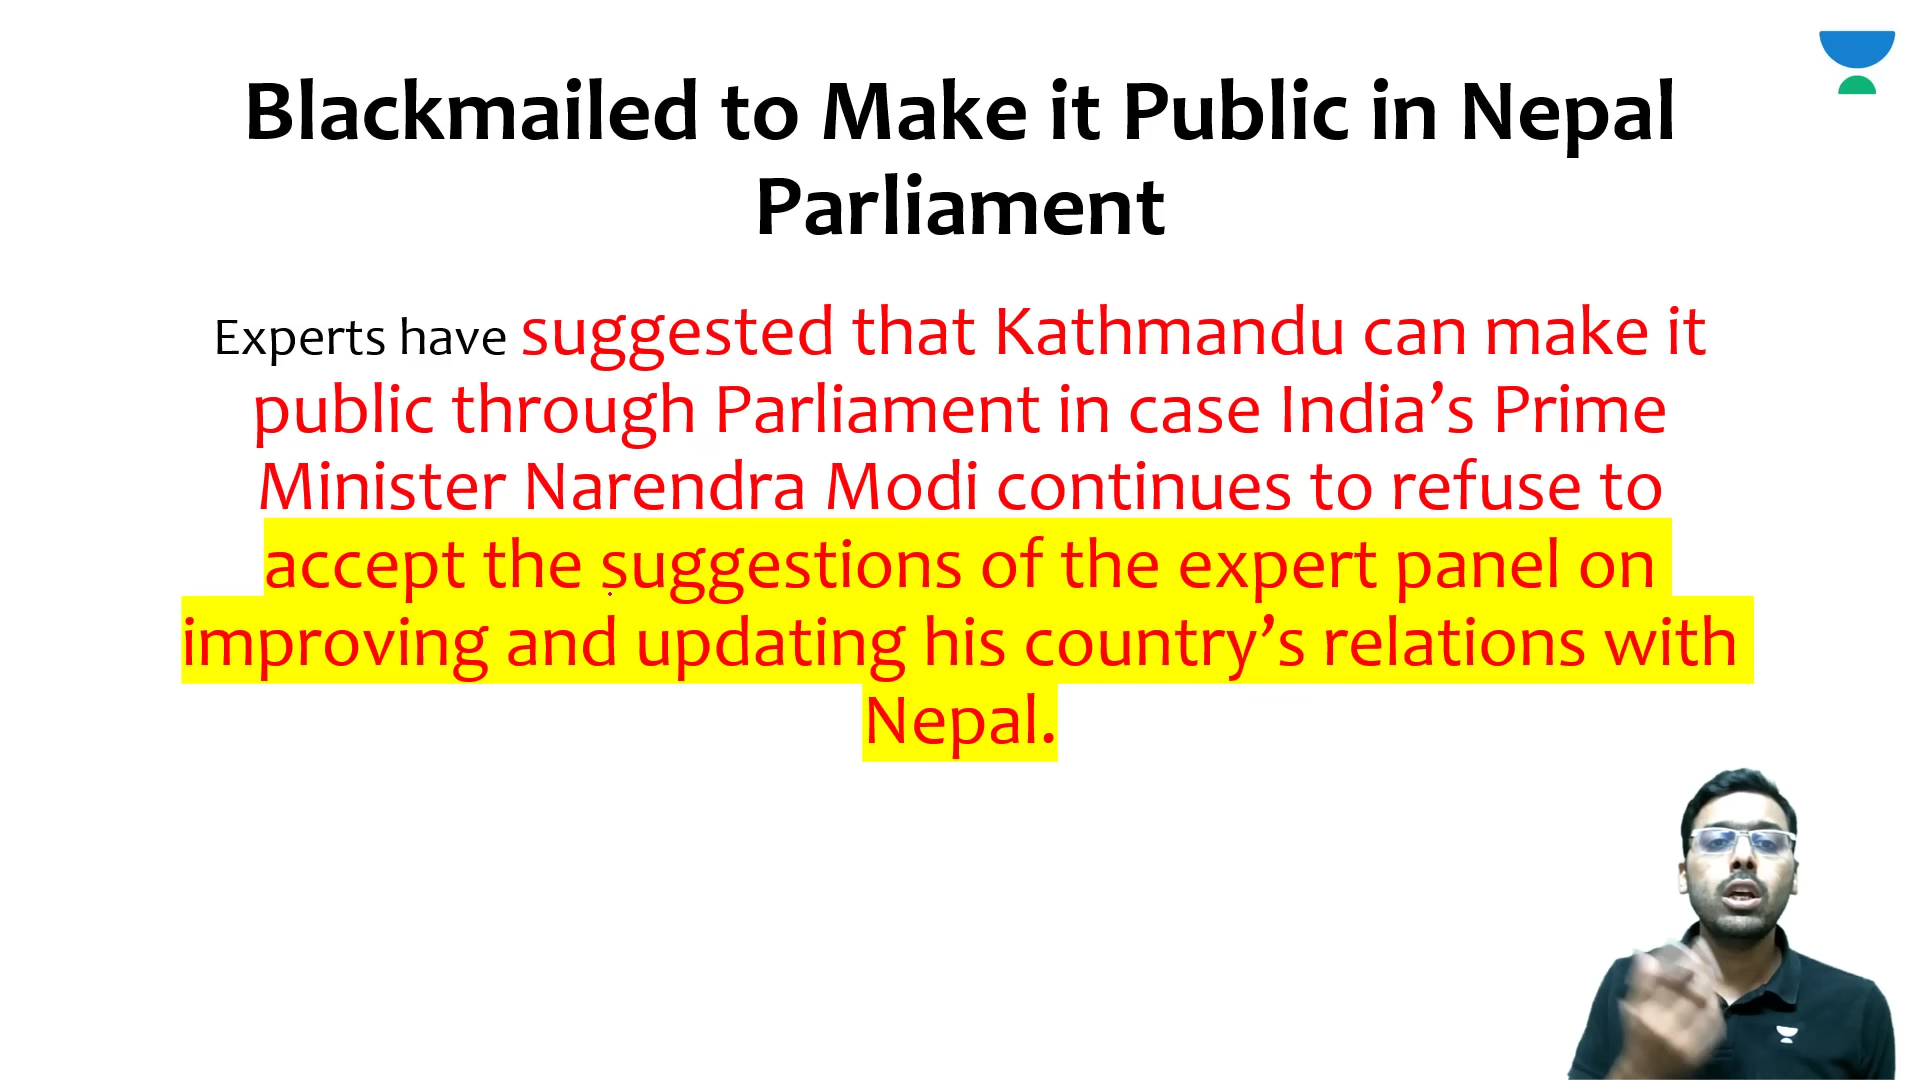 Blackmailed to Make it Public in Nepal
Parliament
Experts have suggested that Kathmandu can make it
public through Parliament in case India’s Prime
Minister Narendra Modi continues to refuse to
accept the suggestions of the expert panel on
improving and updating his country’s relations with
Nepal.